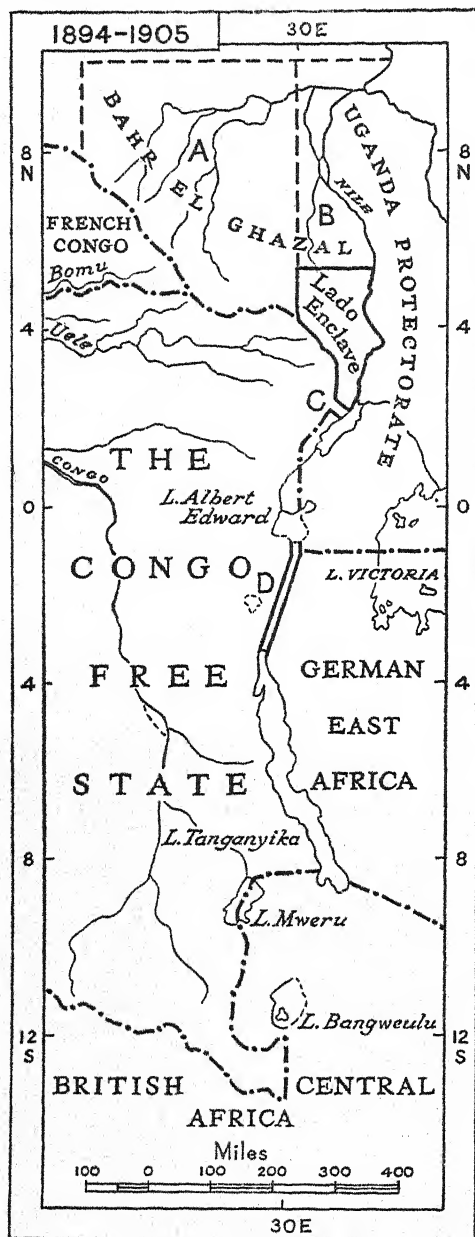 1894-1905
30E
8
N
8
N
BAHR
EL
GHAZAL
A
B
NILE
UGANDA PROTECTORATE
FRENCH
CONGO
Bomu
Uele
Lado
Enclave
4
4
C
THE
CONGO
0
0
L.Albert
Edward
CONGO
D
L.VICTORIA
FREE
GERMAN
EAST
AFRICA
4
4
STATE
L.Tanganyika
8
8
L.Mweru
L.Bangweulu
12
S
12
S
BRITISH CENTRAL
AFRICA
Miles
100 0 100 200 300 400
30E